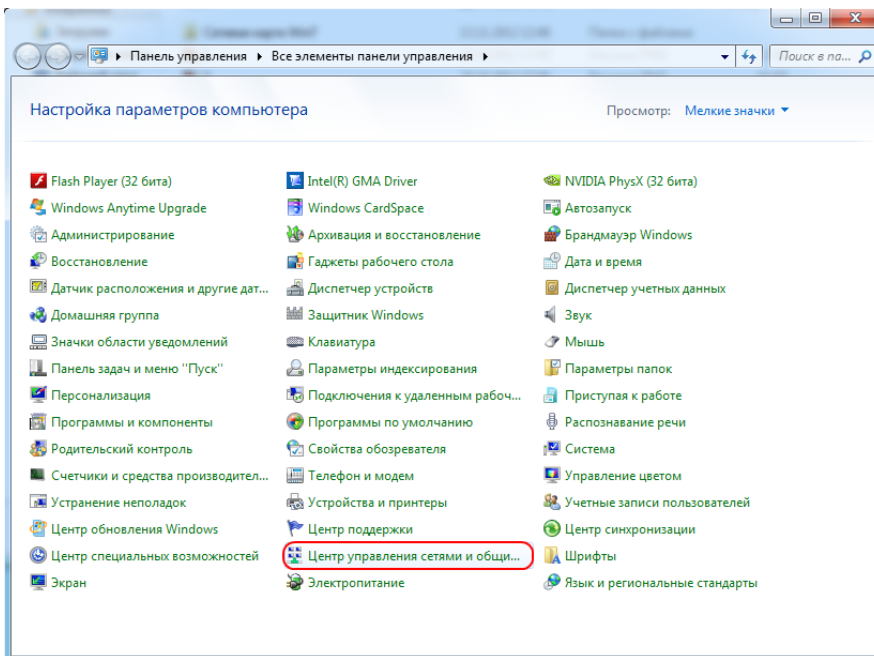 Панель управления ▸ Все элементы панели управления ▸ Поиск в па...
Настройка параметров компьютера Просмотр: Мелкие значки
Flash Player (32 бита) Intel(R) GMA Driver NVIDIA PhysX (32 бита)
Windows Anytime Upgrade Windows CardSpace Автозапуск
Администрирование Архивация и восстановление Брандмауэр Windows
Восстановление Гаджеты рабочего стола Дата и время
Датчик расположения и другие дат... Диспетчер устройств Диспетчер учетных данных
Домашняя группа Защитник Windows Звук
Значки области уведомлений Клавиатура Мышь
Панель задач и меню ''Пуск'' Параметры индексирования Параметры папок
Персонализация Подключения к удаленным рабоч... Приступая к работе
Программы и компоненты Программы по умолчанию Распознавание речи
Родительский контроль Свойства обозревателя Система
Счетчики и средства производител... Телефон и модем Управление цветом
Устранение неполадок Устройства и принтеры Учетные записи пользователей
Центр обновления Windows Центр поддержки Центр синхронизации
Центр специальных возможностей Центр управления сетями и общи... Шрифты
Экран Электропитание Язык и региональные стандарты